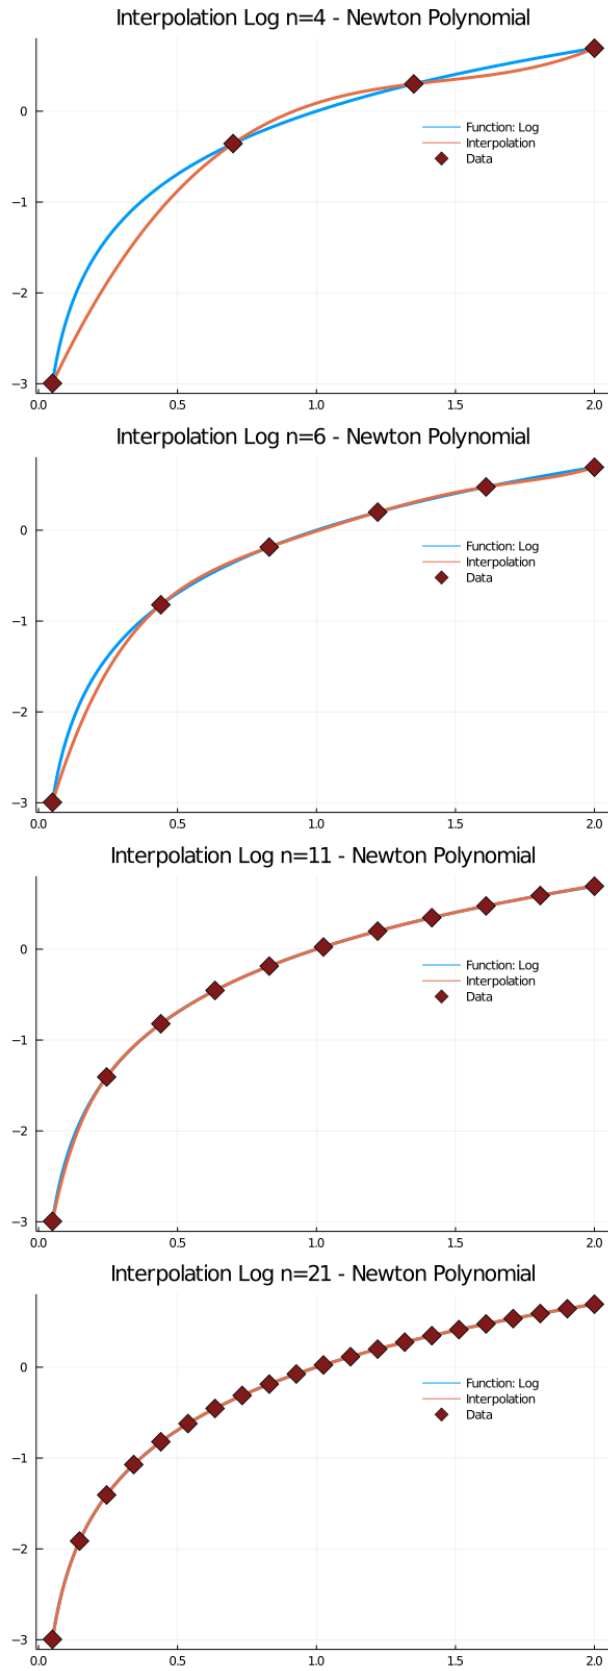 Interpolation Log n=4 - Newton Polynomial
0
Function: Log
Interpolation
Data
−1
−2
−3
0.0 0.5 1.0 1.5 2.0
Interpolation Log n=6 - Newton Polynomial
0
Function: Log
Interpolation
Data
−1
−2
−3
0.0 0.5 1.0 1.5 2.0
Interpolation Log n=11 - Newton Polynomial
0
Function: Log
Interpolation
Data
−1
−2
−3
0.0 0.5 1.0 1.5 2.0
Interpolation Log n=21 - Newton Polynomial
0
Function: Log
Interpolation
Data
−1
−2
−3
0.0 0.5 1.0 1.5 2.0